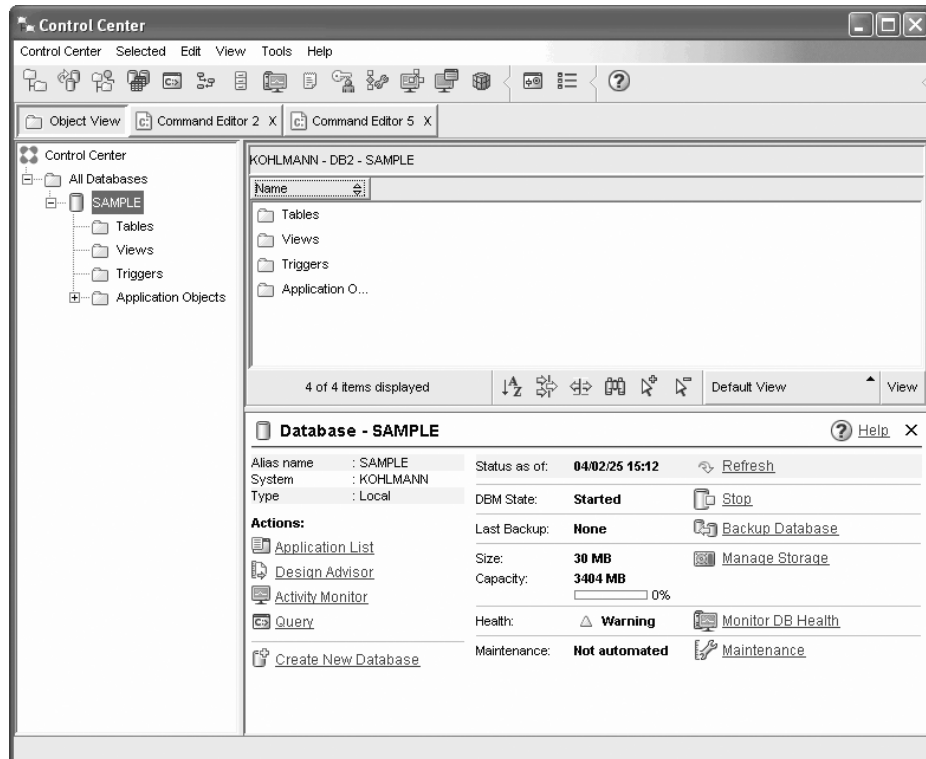 Control Center
Control Center Selected Edit View Tools Help
Object View Command Editor 2 X Command Editor 5 X
Control Center
All Databases
SAMPLE
Tables
Views
Triggers
Application Objects
KOHLMANN - DB2 - SAMPLE
Name
Tables
Views
Triggers
Application O...
4 of 4 items displayed Default View View
Database - SAMPLE Help X
Alias name : SAMPLE
System : KOHLMANN
Type : Local
Actions:
Application List
Design Advisor
Activity Monitor
Query
Create New Database
Status as of: 04/02/25 15:12 Refresh
DBM State: Started Stop
Last Backup: None Backup Database
Size: 30 MB Manage Storage
Capacity: 3404 MB
0%
Health: Warning Monitor DB Health
Maintenance: Not automated Maintenance